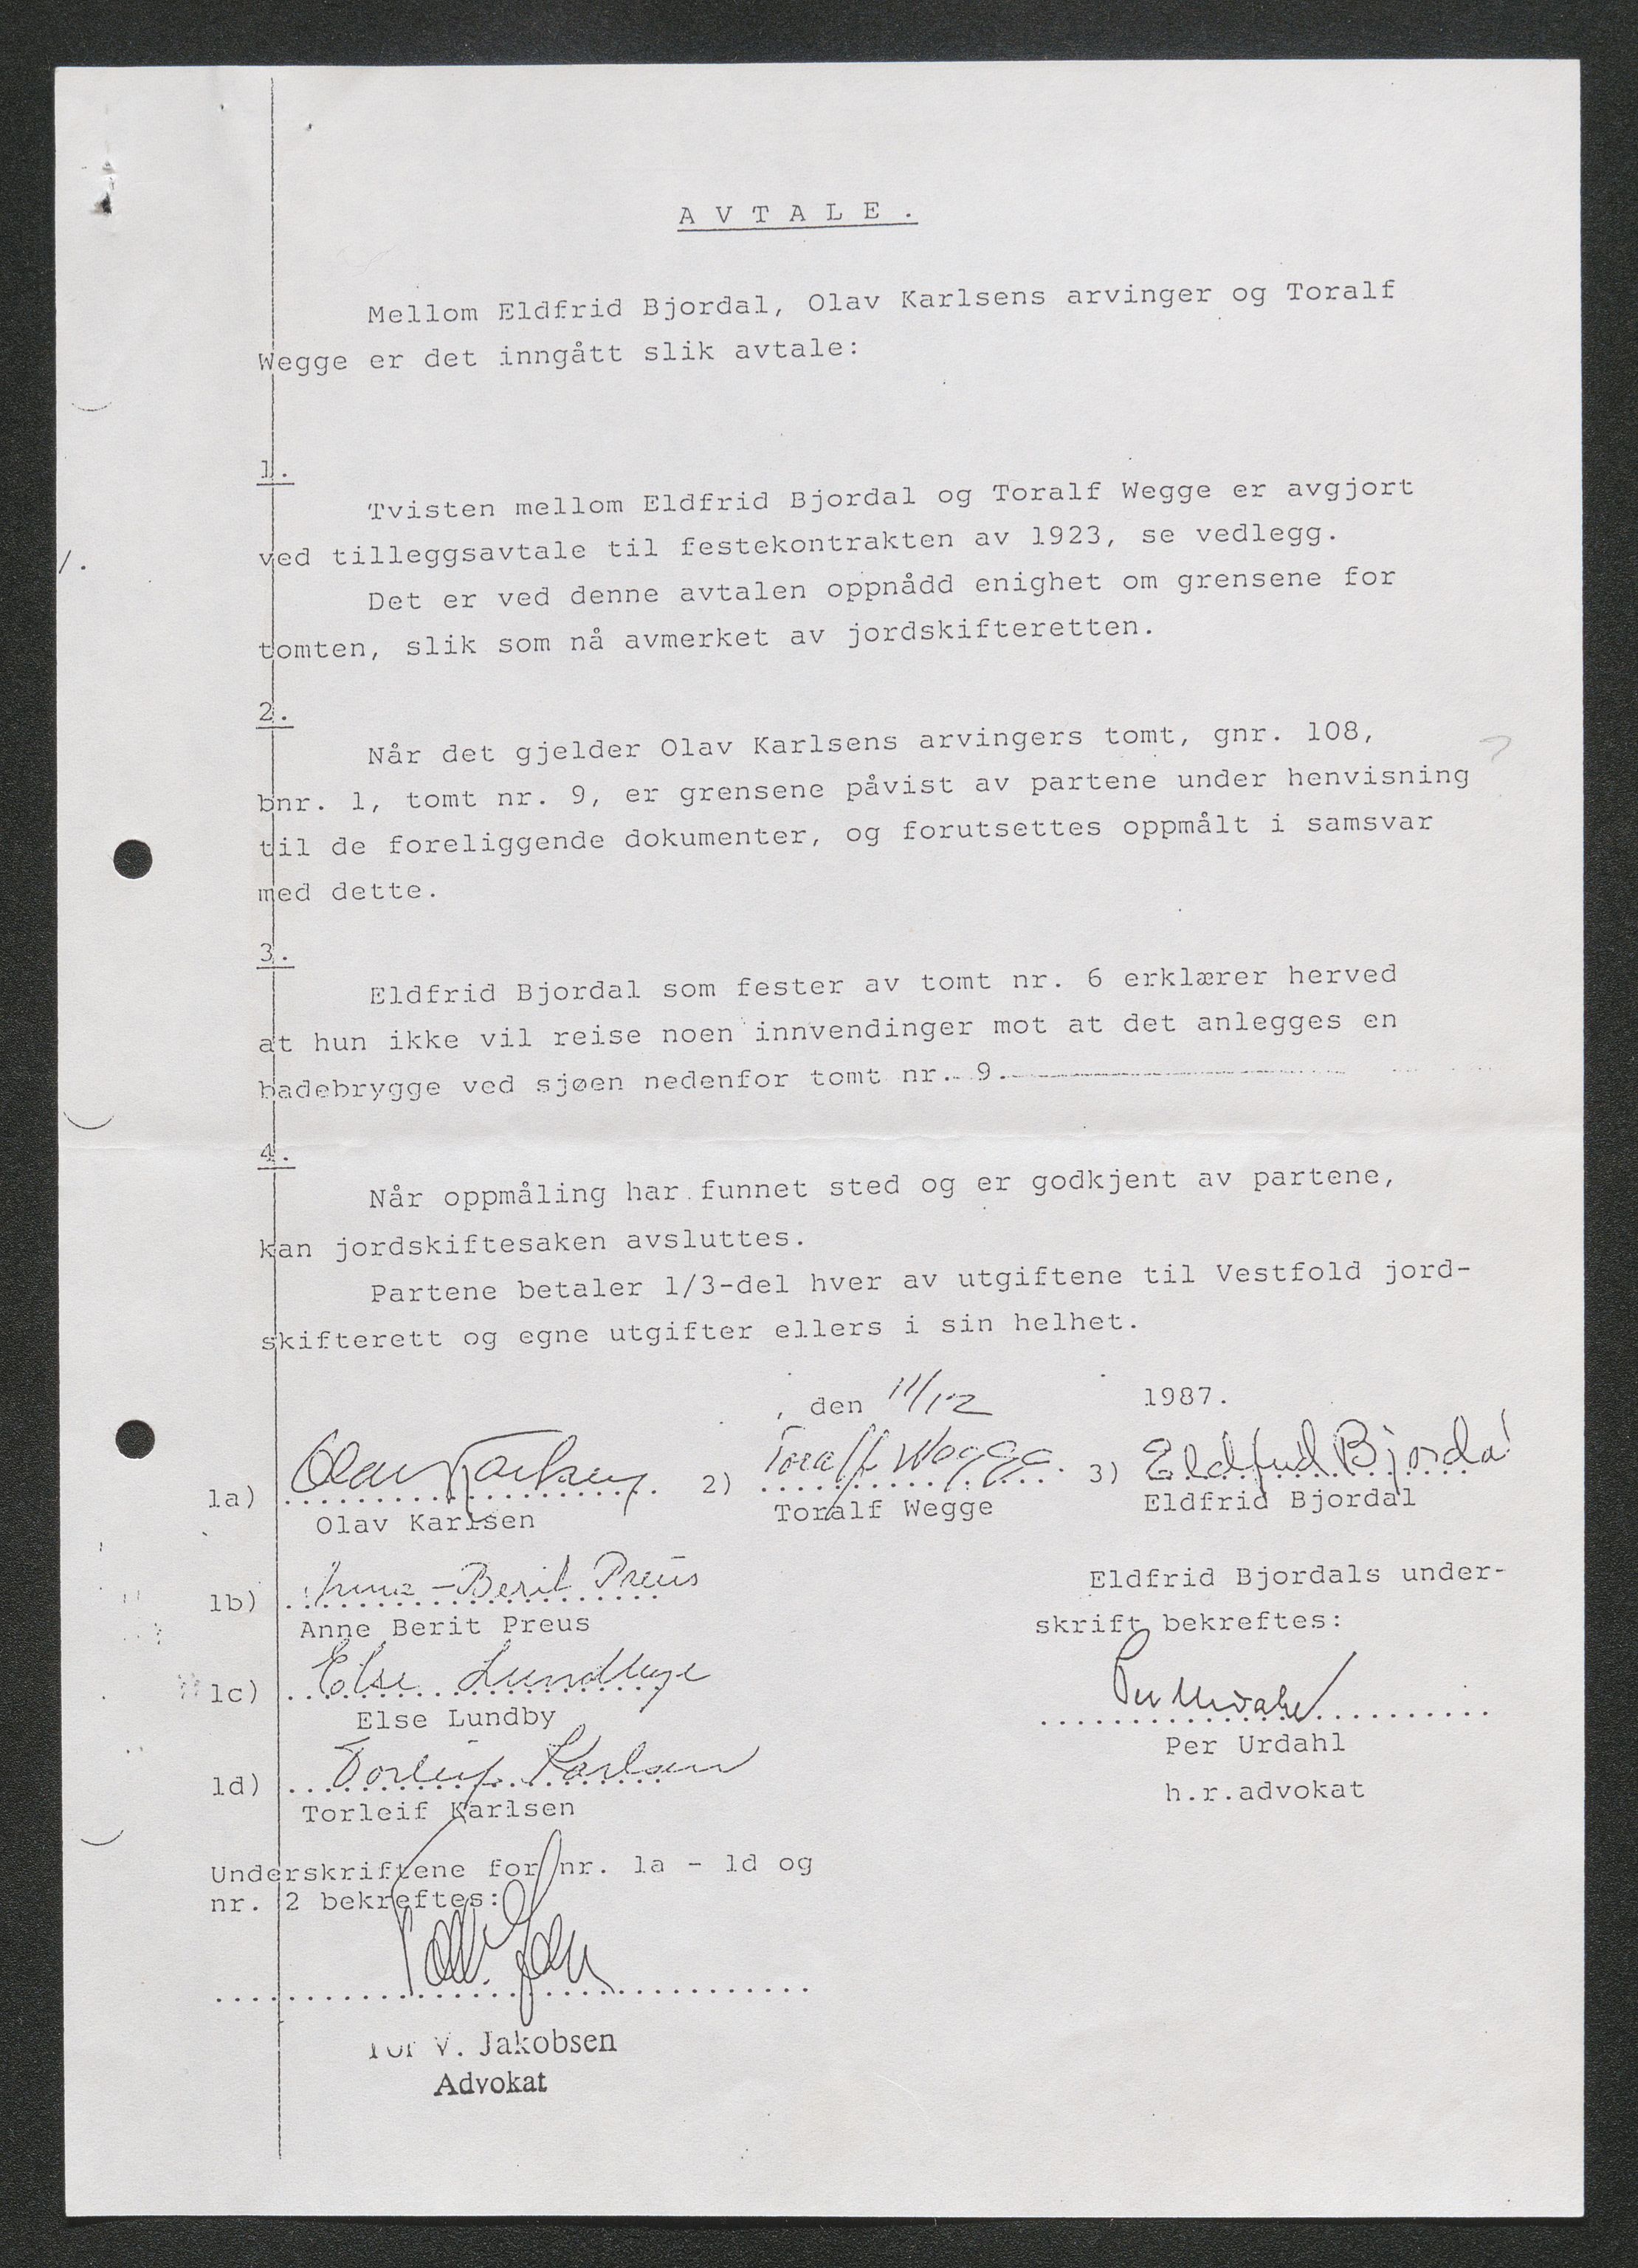 A V T A L E .
Mellom Eldfrid Bjordal, Olav Karlsens arvinger og Toralf
Wegge er det inngått slik avtale:
1.
Tvisten mellom Eldfrid Bjordal og Toralf Wegge er avgjort
ved tilleggsavtale til festekontrakten av 1923, se vedlegg.
Det er ved denne avtalen oppnådd enighet om grensene for
tomten, slik som nå avmerket av jordskifteretten.
2.
Når det gjelder Olav Karlsens arvingers tomt, gnr. 108,
bnr. 1, tomt nr. 9, er grensene påvist av partene under henvisning
til de foreliggende dokumenter, og forutsettes oppmålt i samsvar
med dette.
3.
Eldfrid Bjordal som fester av tomt nr. 6 erklærer herved
at hun ikke vil reise noen innvendinger mot at det anlegges en
badebrygge ved sjøen nedenfor tomt nr. 9.
4.
Når oppmåling har funnet sted og er godkjent av partene,
kan jordskiftesaken avsluttes.
Partene betaler 1/3-del hver av utgiftene til Vestfold jord-
skifterett og egne utgifter ellers i sin helhet.
, den 11/12 1987.
1a) Olav Karlsen 2) Toralf Wegge 3) Eldfrid Bjordal
Olav Karlsen Toralf Wegge Eldfrid Bjordal
1b) Anne-Berit Preus
Anne Berit Preus
Eldfrid Bjordals under-
skrift bekreftes:
1c) Else Lundbye
Else Lundby
Per Urdahl
Per Urdahl
h.r.advokat
1d) Torleif Karlsen
Torleif Karlsen
Underskriftene for nr. 1a - 1d og
nr. 2 bekreftes:
Tor V. Jakobsen
Advokat